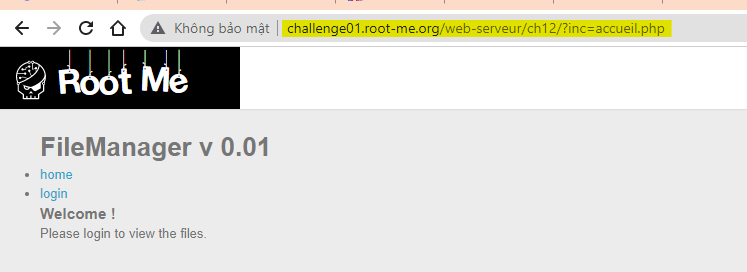 Không bảo mật challenge01.root-me.org/web-serveur/ch12/?inc=accueil.php
Root Me
FileManager v 0.01
home
login
Welcome !
Please login to view the files.